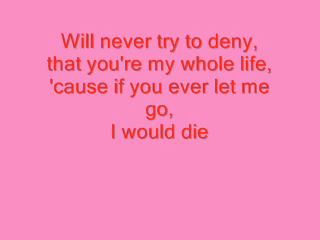 Will never try to deny,
that you're my whole life,
'cause if you ever let me
go,
I would die